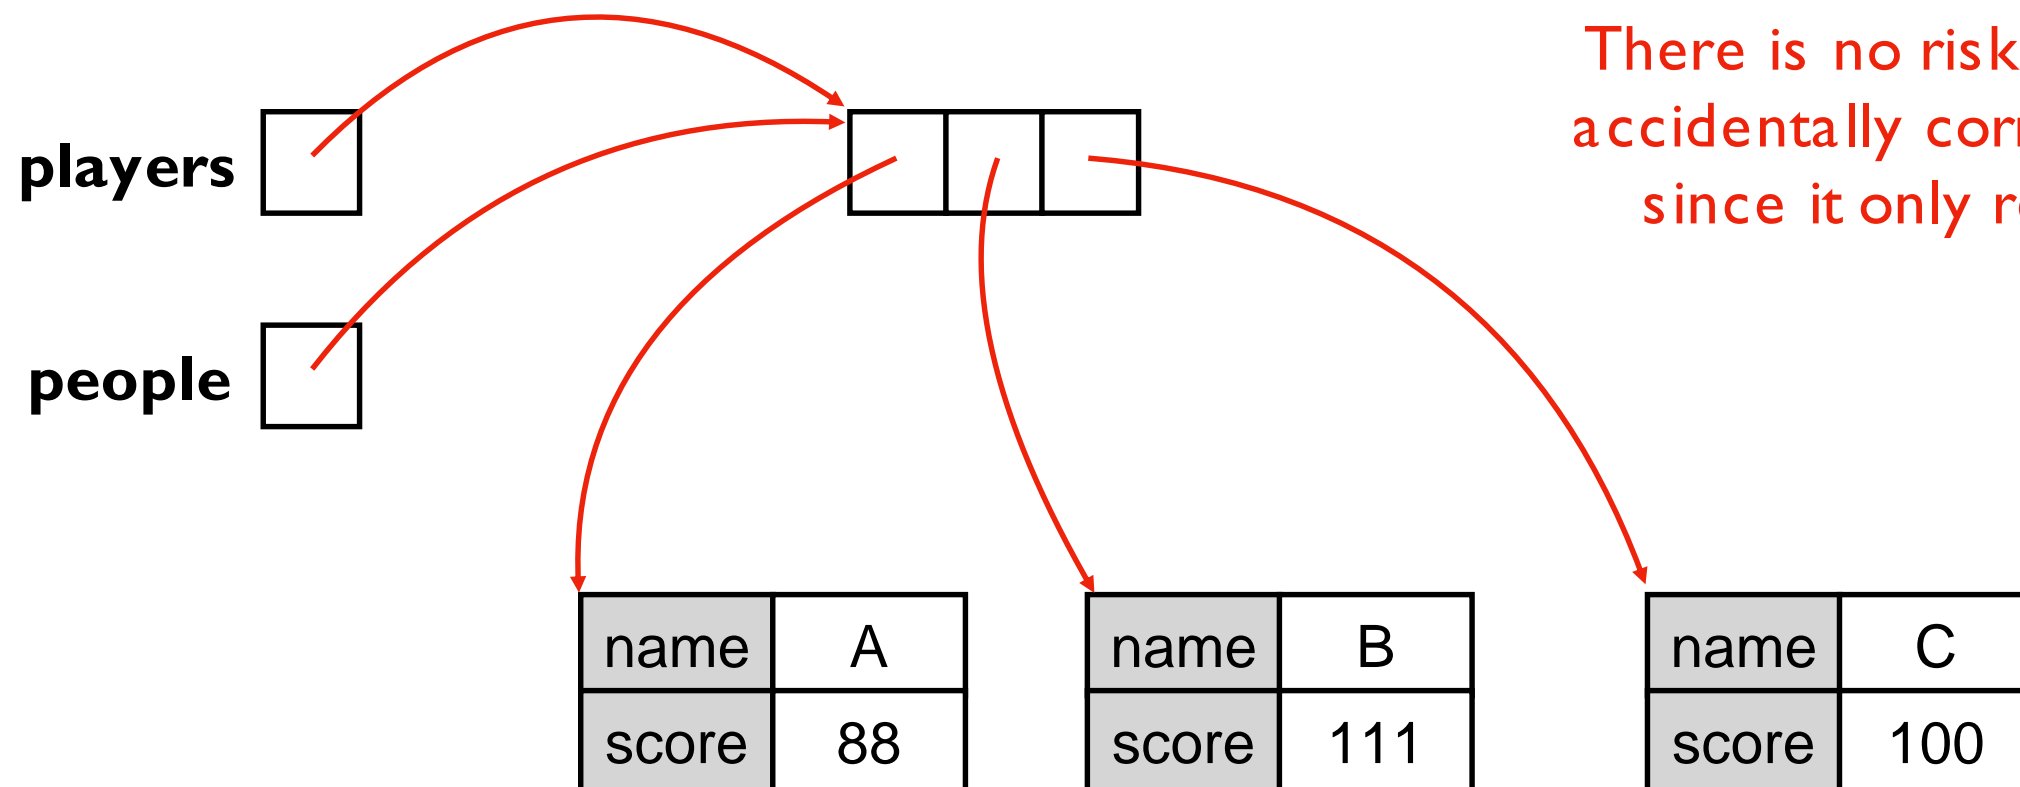 There is no risk
accidentally
since it only
players
people
name A
score 88
name B
score 111
name C
score 100